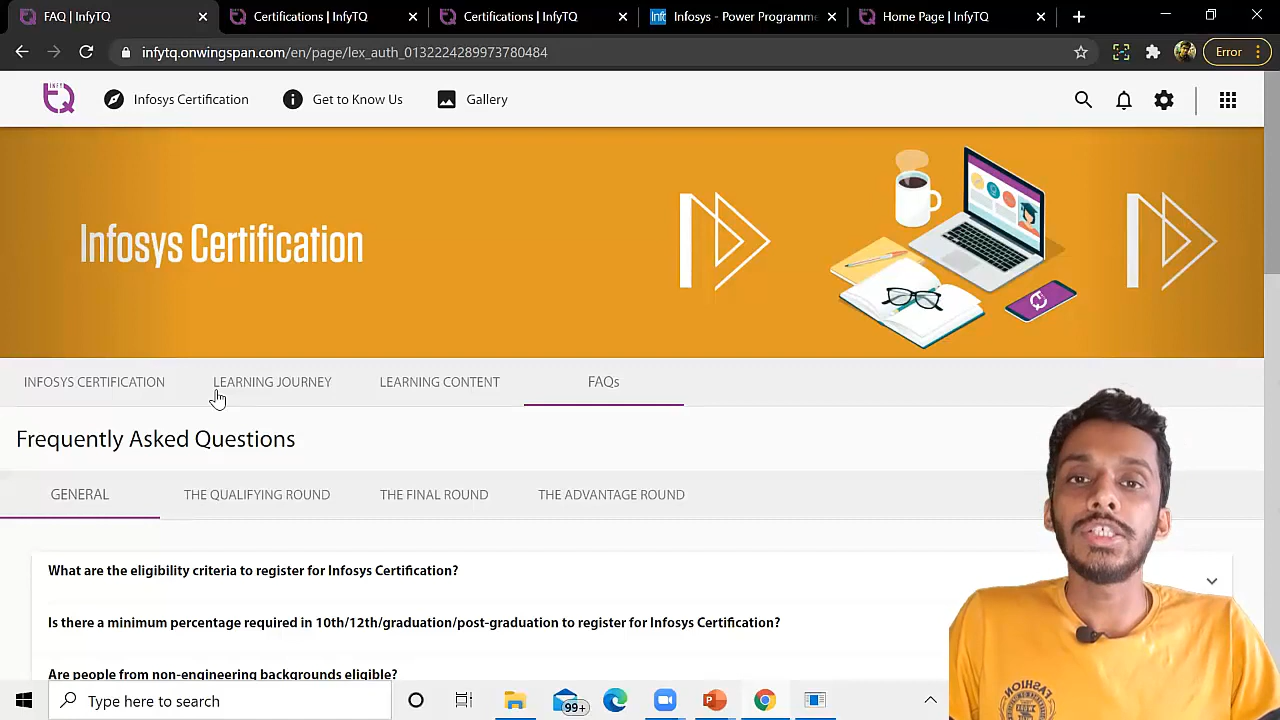 FAQ | InfyTQ
Certifications | InfyTQ
Certifications | InfyTQ
Infosys - Power Programme
Home Page | InfyTQ
infytq.onwingspan.com/en/page/lex_auth_0132224289973780484
Error
INFY
TQ
Infosys Certification
Get to Know Us
Gallery
Infosys Certification
INFOSYS CERTIFICATION
LEARNING JOURNEY
LEARNING CONTENT
FAQs
Frequently Asked Questions
GENERAL
THE QUALIFYING ROUND
THE FINAL ROUND
THE ADVANTAGE ROUND
What are the eligibility criteria to register for Infosys Certification?
Is there a minimum percentage required in 10th/12th/graduation/post-graduation to register for Infosys Certification?
Are people from non-engineering backgrounds eligible?
FASHION
Type here to search
99+